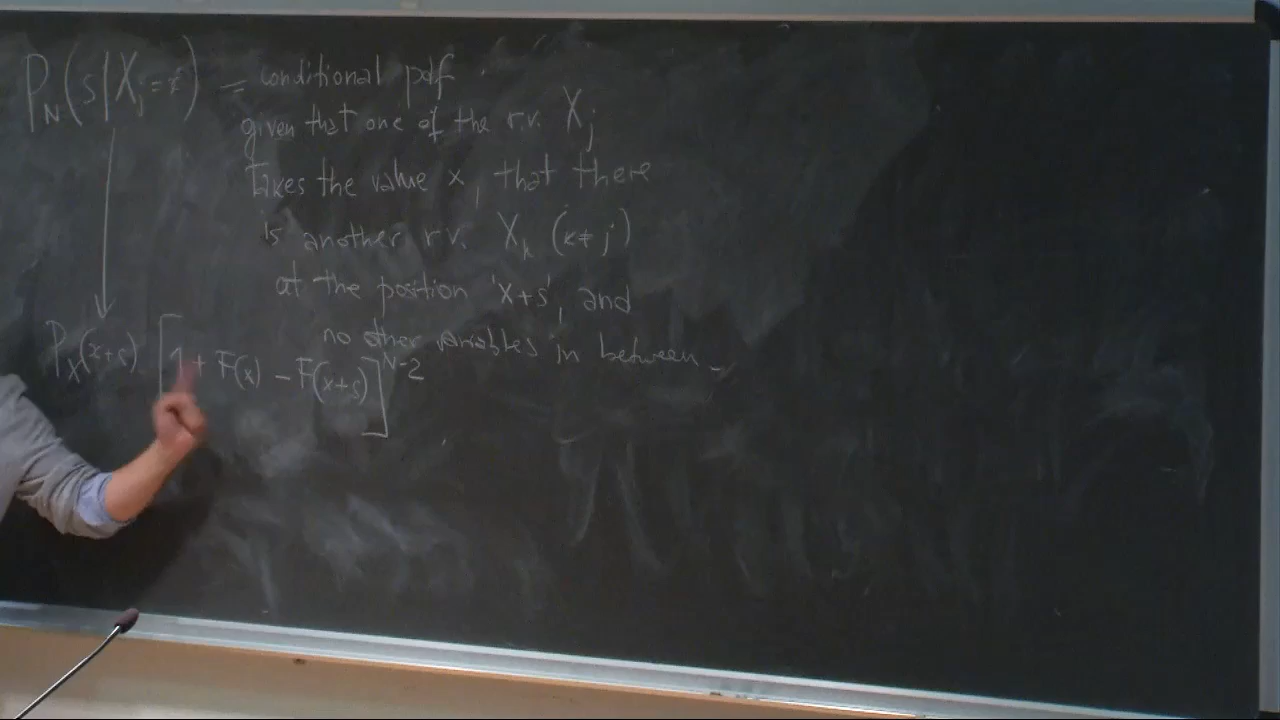 P_N(s|X_j=x) = conditional pdf
given that one of the r.v. X_j
takes the value x, that there
is another r.v. X_k (k≠j)
at the position 'x+s', and
no other variables in between
P_X(x+s) [1 + F(x) - F(x+s)]^{N-2}